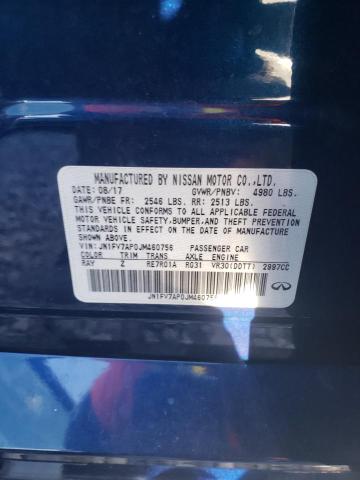 MANUFACTURED BY NISSAN MOTOR CO.,LTD.
DATE: 08/17 GVWR/PNBV: 4980 LBS.
GAWR/PNBE FR: 2546 LBS. RR: 2513 LBS.
THIS VEHICLE CONFORMS TO ALL APPLICABLE FEDERAL
MOTOR VEHICLE SAFETY,BUMPER,AND THEFT PREVENTION
STANDARDS IN EFFECT ON THE DATE OF MANUFACTURE
SHOWN ABOVE.
V.I.N: JN1FV7AP0JM460756 PASSENGER CAR
COLOR TRIM TRANS AXLE ENGINE
RAY Z RE7R01A R031 VR30(DDTT) 2997CC
JN1FV7AP0JM460756